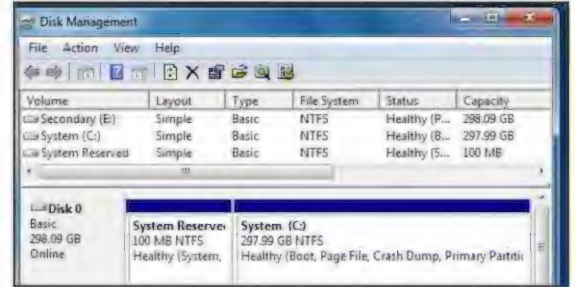 Disk Management
File Action View Help
Volume Layout Type File System Status Capacity
Secondary (E:) Simple Basic NTFS Healthy (P... 298.09 GB
System (C:) Simple Basic NTFS Healthy (B... 297.99 GB
System Reserved Simple Basic NTFS Healthy (S... 100 MB
Disk 0
Basic
298.09 GB
Online
System Reserve
100 MB NTFS
Healthy (System,
System (C:)
297.99 GB NTFS
Healthy (Boot, Page File, Crash Dump, Primary Partitic